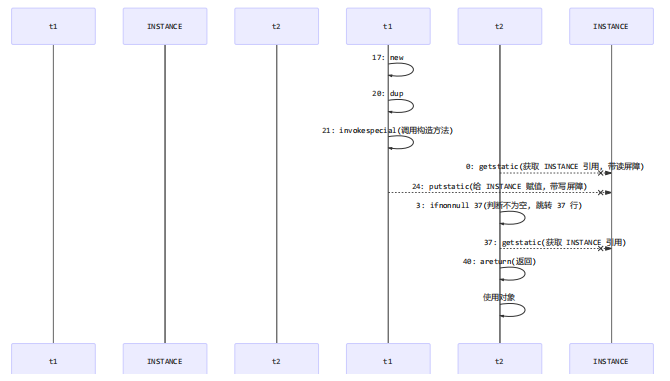 t1
INSTANCE
t2
t1
t2
INSTANCE
17: new
20: dup
21: invokespecial(调用构造方法)
0: getstatic(获取 INSTANCE 引用，带读屏障)
24: putstatic(给 INSTANCE 赋值，带写屏障)
3: ifnonnull 37(判断不为空，跳转 37 行)
37: getstatic(获取 INSTANCE 引用)
40: areturn(返回)
使用对象
t1
INSTANCE
t2
t1
t2
INSTANCE